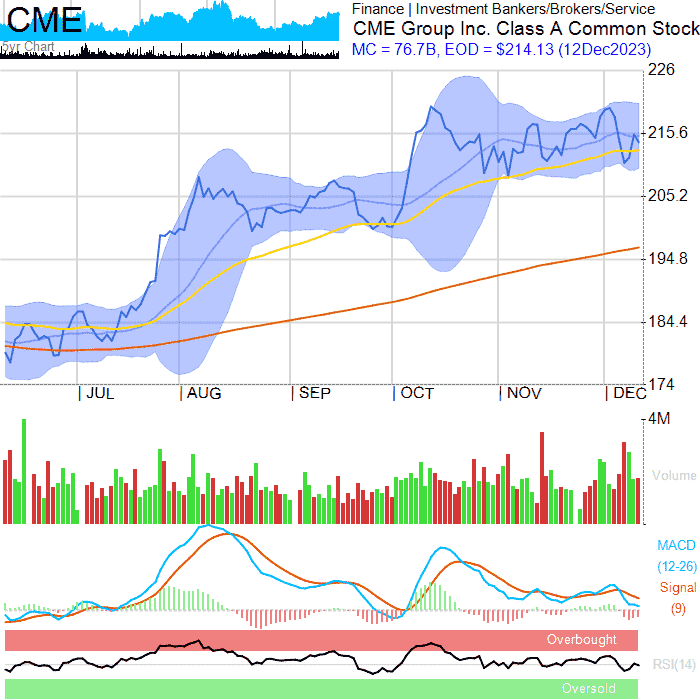 CME
5yr Chart
Finance | Investment Bankers/Brokers/Service
CME Group Inc. Class A Common Stock
MC = 76.7B, EOD = $214.13 (12Dec2023)
226
215.6
205.2
194.8
184.4
174
| JUL | AUG | SEP | OCT | NOV | DEC
4M
Volume
MACD
(12-26)
Signal
(9)
Overbought
RSI(14)
Oversold